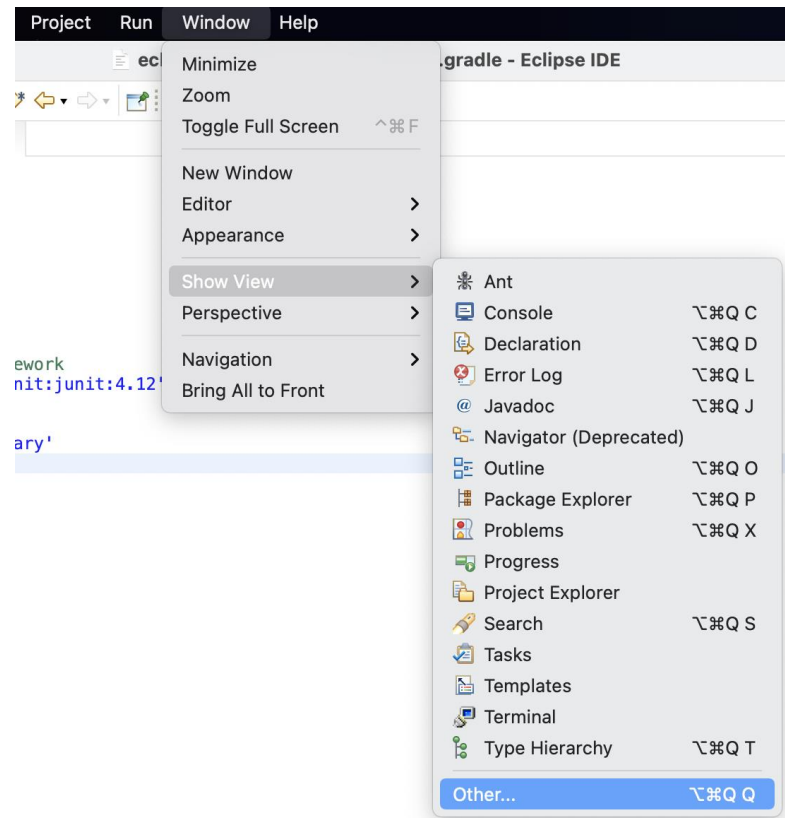 Project Run Window Help
ecl
.gradle - Eclipse IDE
Minimize
Zoom
Toggle Full Screen ^⌘F
New Window
Editor
Appearance
Show View
Perspective
Navigation
Bring All to Front
ework
nit:junit:4.12'
ary'
Ant
Console ⌥⌘Q C
Declaration ⌥⌘Q D
Error Log ⌥⌘Q L
Javadoc ⌥⌘Q J
Navigator (Deprecated)
Outline ⌥⌘Q O
Package Explorer ⌥⌘Q P
Problems ⌥⌘Q X
Progress
Project Explorer
Search ⌥⌘Q S
Tasks
Templates
Terminal
Type Hierarchy ⌥⌘Q T
Other... ⌥⌘Q Q